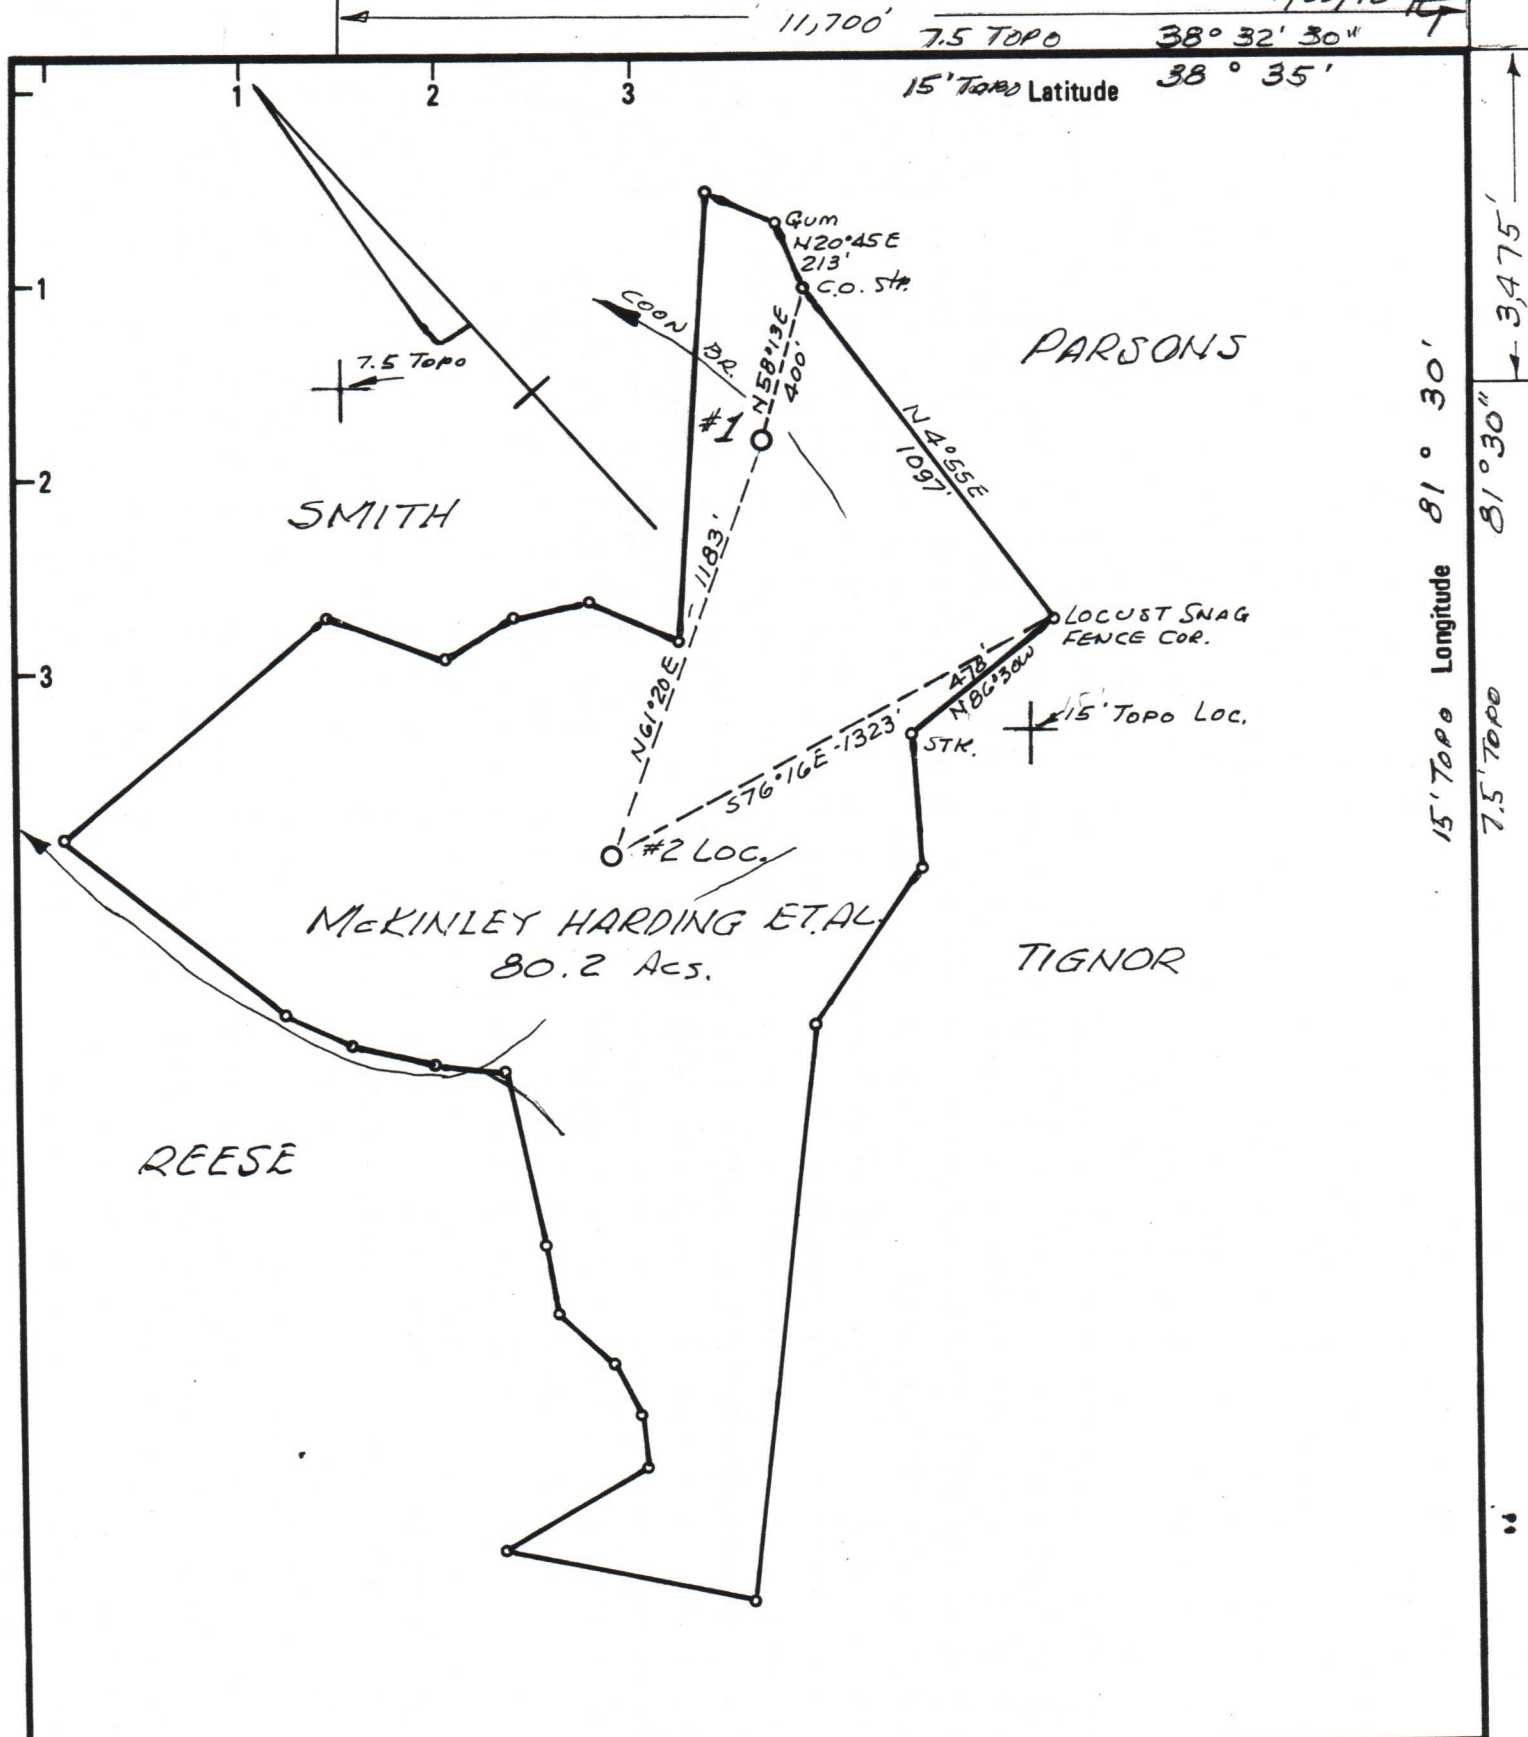 11,700'
7.5 TOPO 38° 32' 30"
15' TOPO Latitude 38° 35'
1 2 3
3,475'
Gum
N20°45E
213'
C.O. Stp.
1
COON BR.
N58°13E
400'
PARSONS
7.5 TOPO
#1
N4°55E
1097'
15' TOPO Longitude 81° 30'
7.5' TOPO 81°30"
2
SMITH
1183'
N61°20E
LOCUST SNAG
FENCE COR.
3
478'
N86°30W
15' TOPO LOC.
STK.
S76°16E-1323'
#2 LOC.
McKINLEY HARDING ET.AL.
80.2 Acs.
TIGNOR
REESE